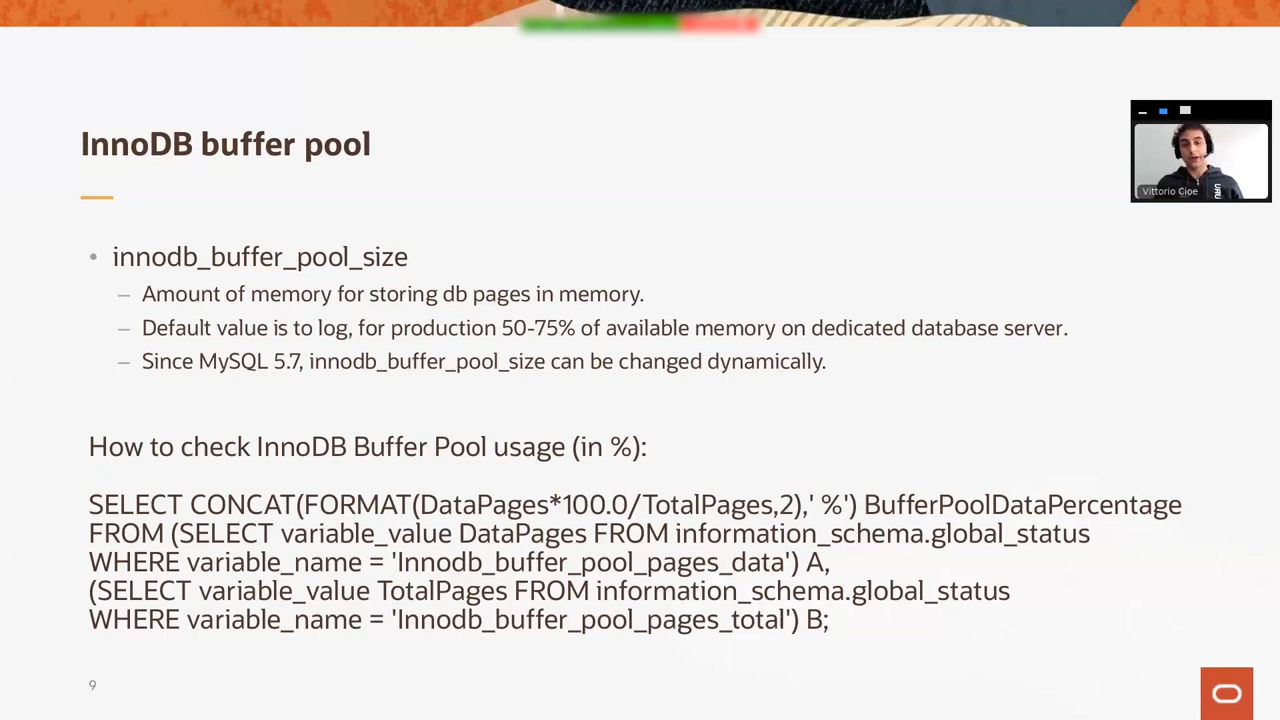 InnoDB buffer pool
Vittorio Cioe
• innodb_buffer_pool_size
– Amount of memory for storing db pages in memory.
– Default value is to log, for production 50-75% of available memory on dedicated database server.
– Since MySQL 5.7, innodb_buffer_pool_size can be changed dynamically.
How to check InnoDB Buffer Pool usage (in %):
SELECT CONCAT(FORMAT(DataPages*100.0/TotalPages,2),' %') BufferPoolDataPercentage
FROM (SELECT variable_value DataPages FROM information_schema.global_status
WHERE variable_name = 'Innodb_buffer_pool_pages_data') A,
(SELECT variable_value TotalPages FROM information_schema.global_status
WHERE variable_name = 'Innodb_buffer_pool_pages_total') B;
9